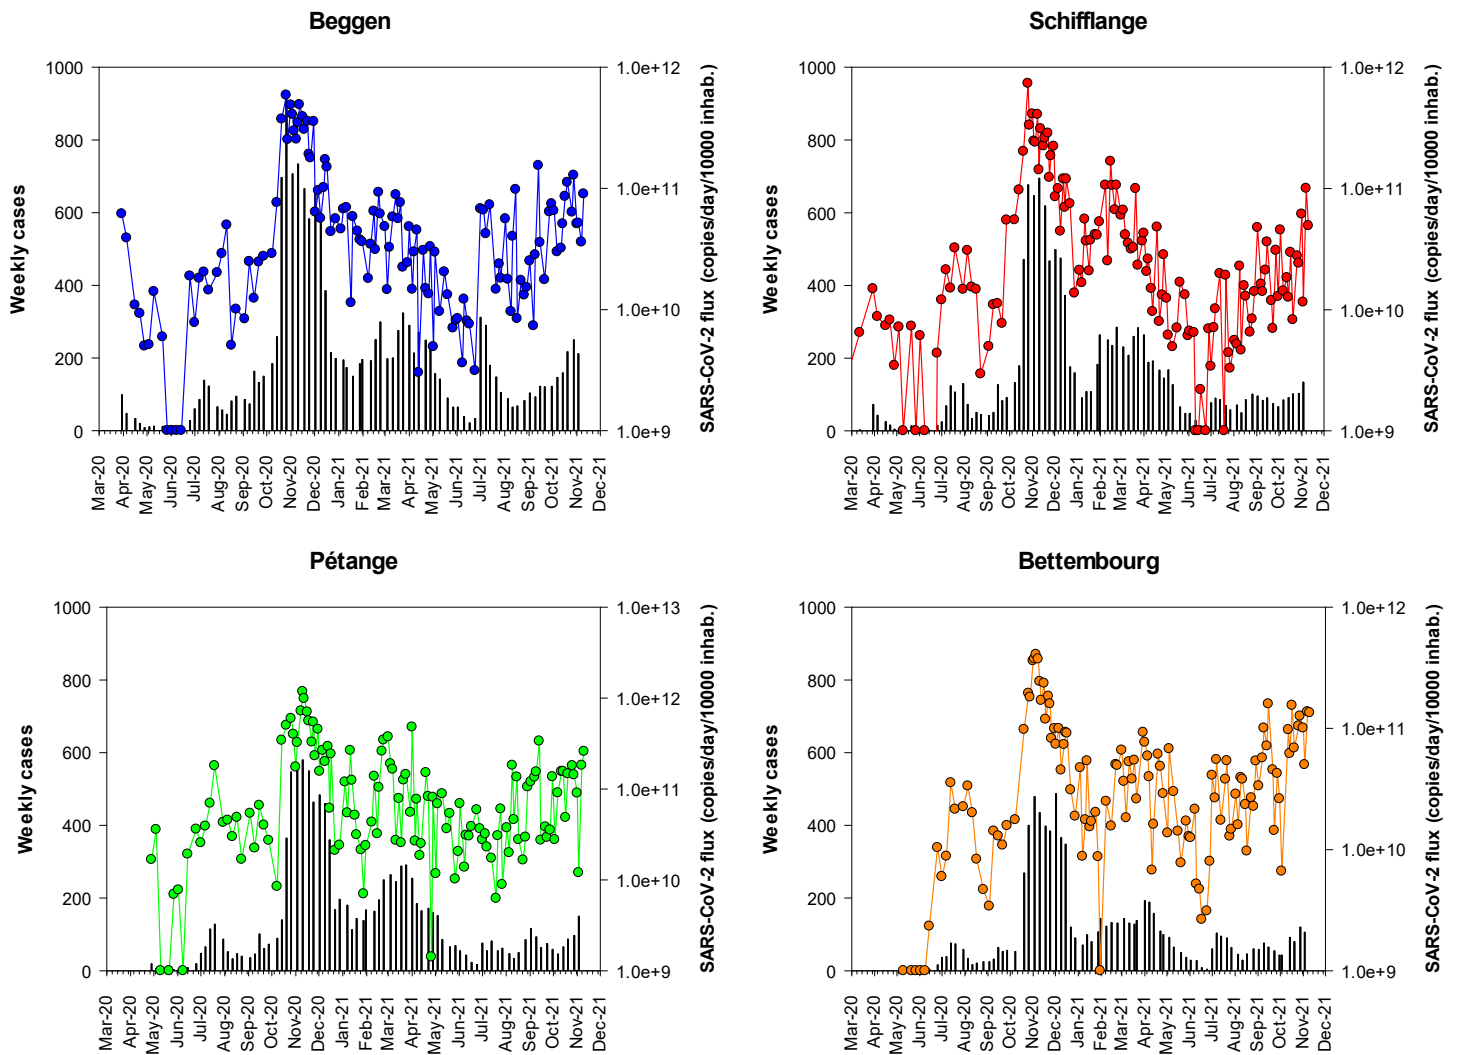 Beggen
Weekly cases
1000
800
600
400
200
0
1.0e+12
1.0e+11
1.0e+10
1.0e+9
SARS-CoV-2 flux (copies/day/10000 inhab.)
Mar-20
Apr-20
May-20
Jun-20
Jul-20
Aug-20
Sep-20
Oct-20
Nov-20
Dec-20
Jan-21
Feb-21
Mar-21
Apr-21
May-21
Jun-21
Jul-21
Aug-21
Sep-21
Oct-21
Nov-21
Dec-21
Schifflange
Weekly cases
1000
800
600
400
200
0
1.0e+12
1.0e+11
1.0e+10
1.0e+9
SARS-CoV-2 flux (copies/day/10000 inhab.)
Mar-20
Apr-20
May-20
Jun-20
Jul-20
Aug-20
Sep-20
Oct-20
Nov-20
Dec-20
Jan-21
Feb-21
Mar-21
Apr-21
May-21
Jun-21
Jul-21
Aug-21
Sep-21
Oct-21
Nov-21
Dec-21
Pétange
Weekly cases
1000
800
600
400
200
0
1.0e+13
1.0e+12
1.0e+11
1.0e+10
1.0e+9
SARS-CoV-2 flux (copies/day/10000 inhab.)
Mar-20
Apr-20
May-20
Jun-20
Jul-20
Aug-20
Sep-20
Oct-20
Nov-20
Dec-20
Jan-21
Feb-21
Mar-21
Apr-21
May-21
Jun-21
Jul-21
Aug-21
Sep-21
Oct-21
Nov-21
Dec-21
Bettembourg
Weekly cases
1000
800
600
400
200
0
1.0e+12
1.0e+11
1.0e+10
1.0e+9
SARS-CoV-2 flux (copies/day/10000 inhab.)
Mar-20
Apr-20
May-20
Jun-20
Jul-20
Aug-20
Sep-20
Oct-20
Nov-20
Dec-20
Jan-21
Feb-21
Mar-21
Apr-21
May-21
Jun-21
Jul-21
Aug-21
Sep-21
Oct-21
Nov-21
Dec-21